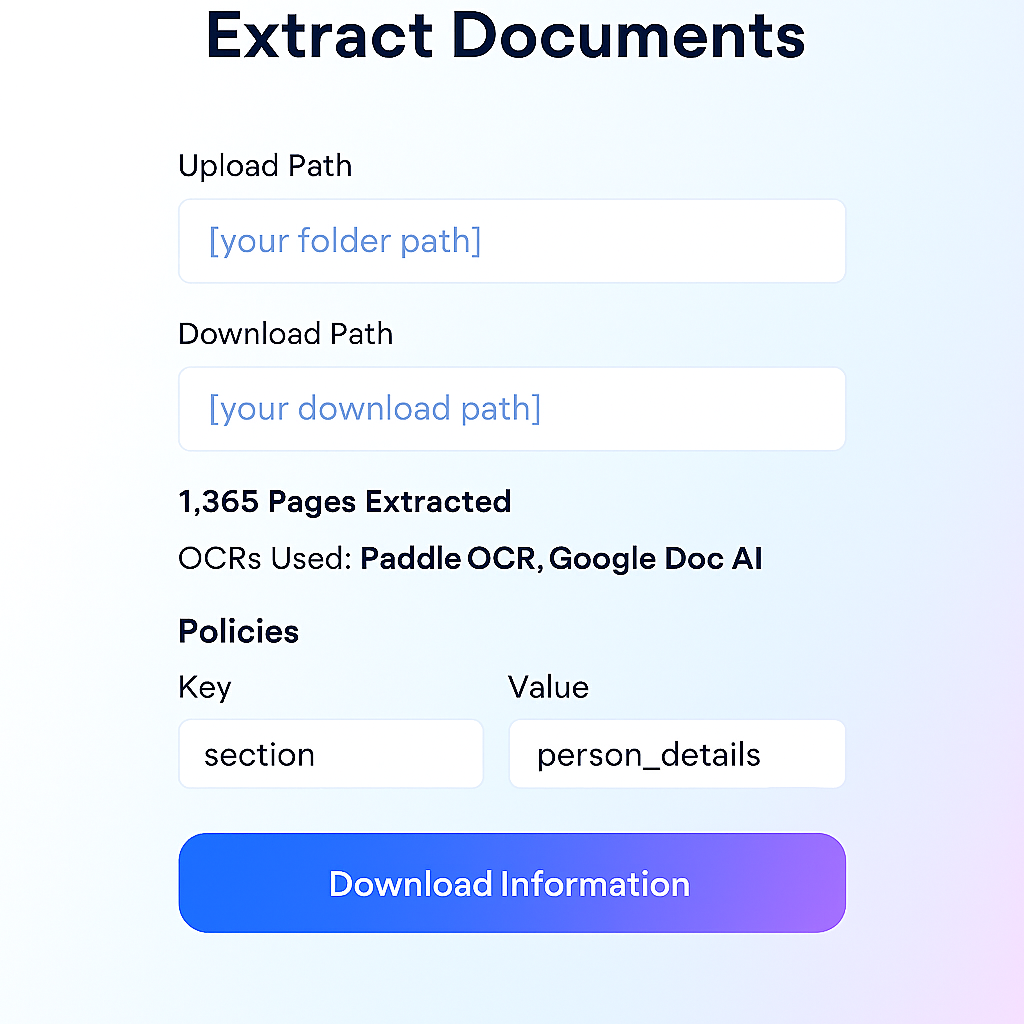 Extract Documents
Upload Path
[your folder path]
Download Path
[your download path]
1,365 Pages Extracted
OCRs Used: Paddle OCR, Google Doc AI
Policies
Key Value
section person_details
Download Information